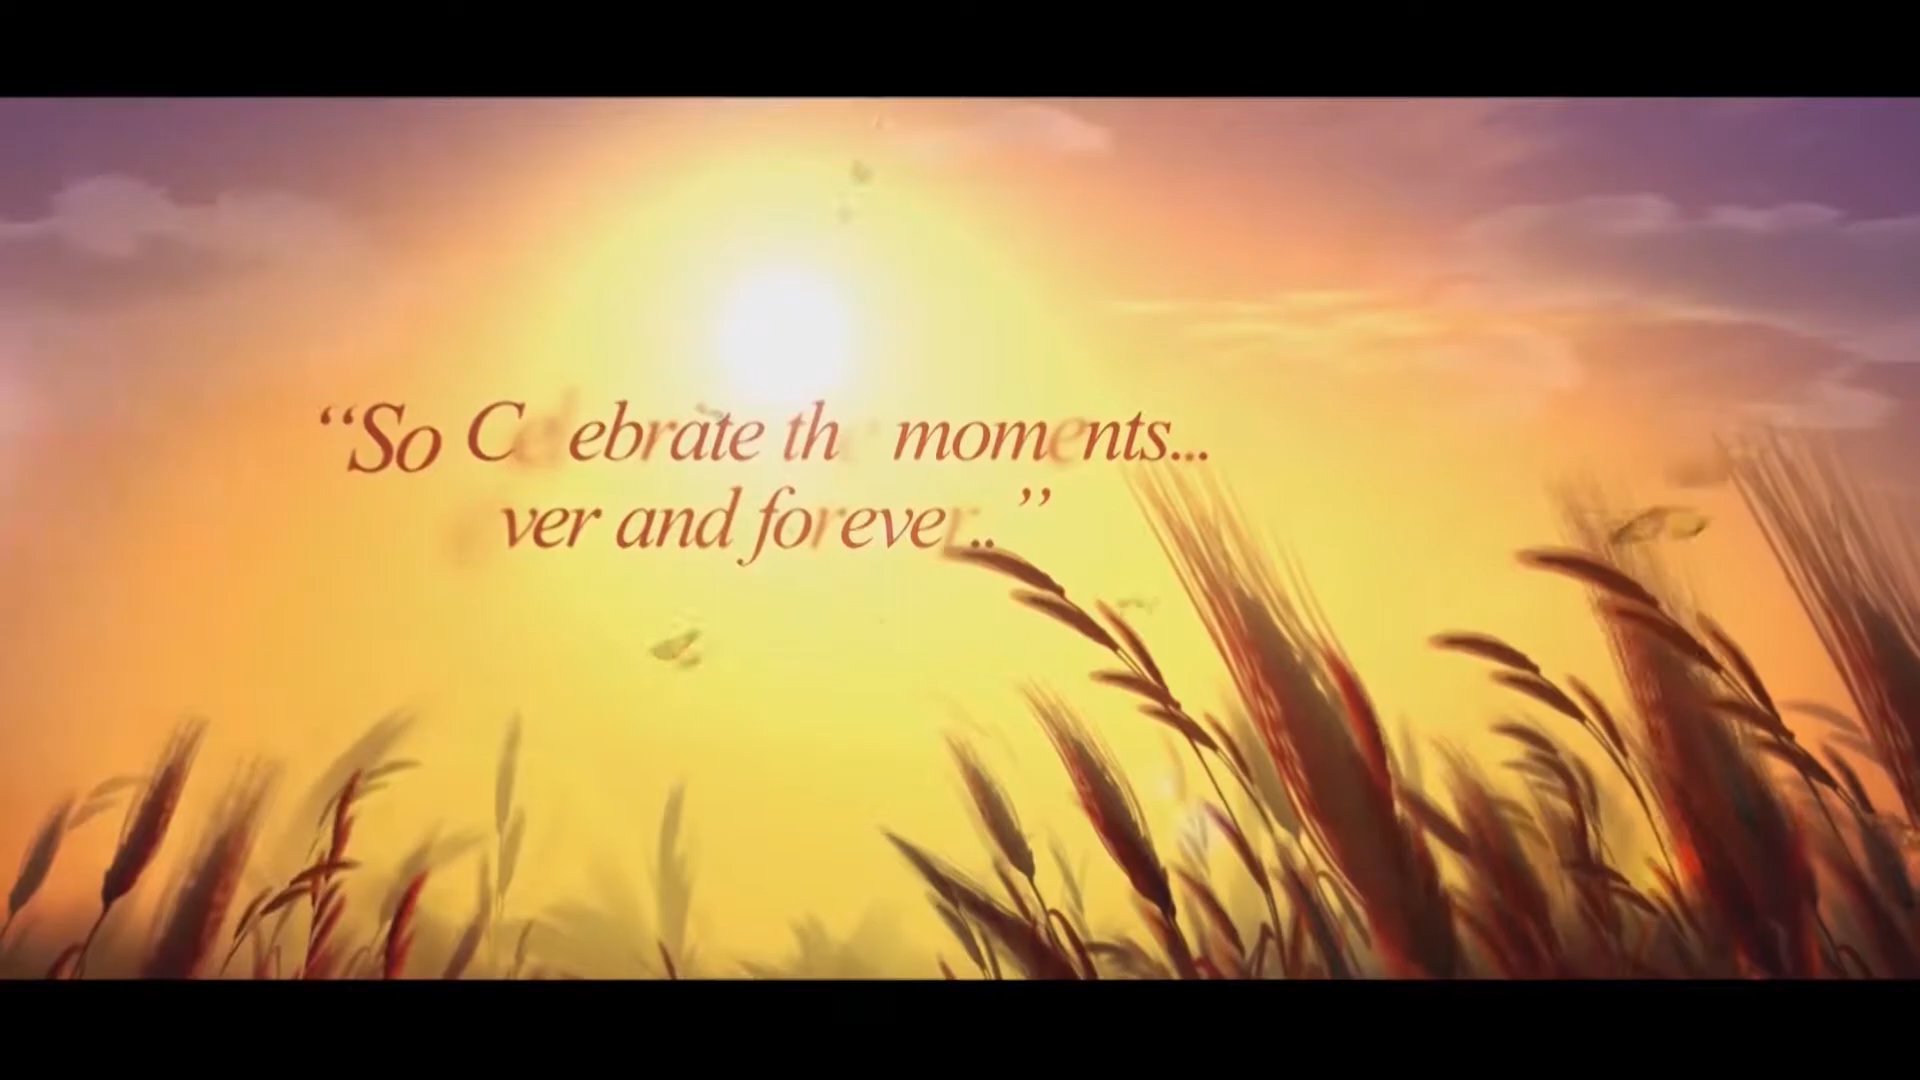 “So Celebrate the moments...
ver and forever..”